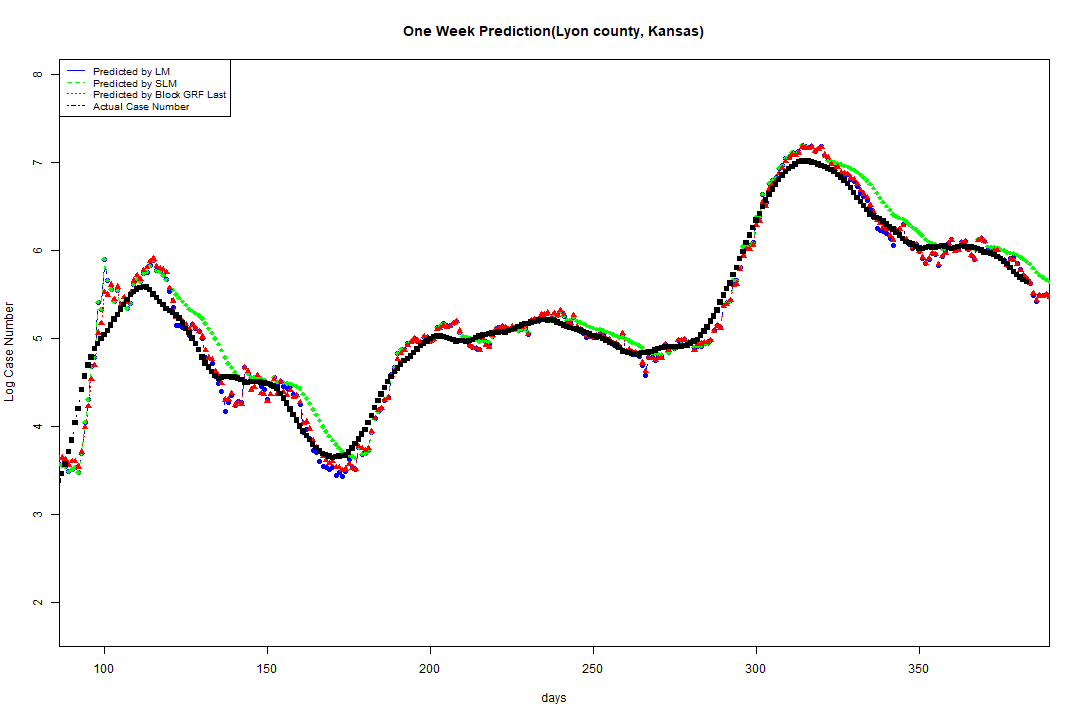 One Week Prediction(Lyon county, Kansas)
Predicted by LM
Predicted by SLM
Predicted by Block GRF Last
Actual Case Number
8
7
6
5
4
3
2
Log Case Number
100 150 200 250 300 350
days